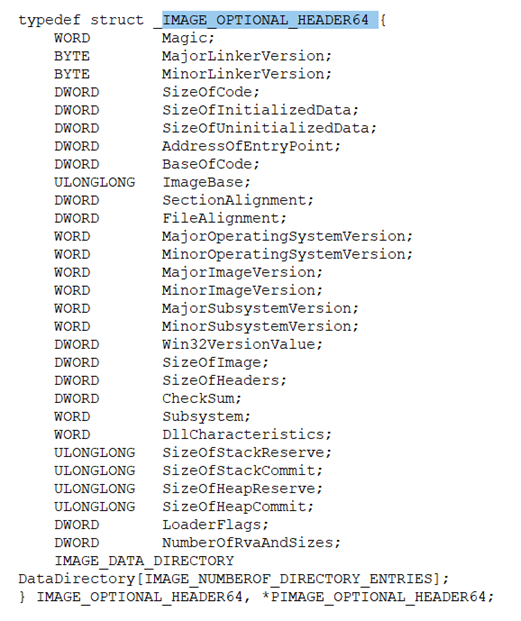 typedef struct _IMAGE_OPTIONAL_HEADER64 {
WORD Magic;
BYTE MajorLinkerVersion;
BYTE MinorLinkerVersion;
DWORD SizeOfCode;
DWORD SizeOfInitializedData;
DWORD SizeOfUninitializedData;
DWORD AddressOfEntryPoint;
DWORD BaseOfCode;
ULONGLONG ImageBase;
DWORD SectionAlignment;
DWORD FileAlignment;
WORD MajorOperatingSystemVersion;
WORD MinorOperatingSystemVersion;
WORD MajorImageVersion;
WORD MinorImageVersion;
WORD MajorSubsystemVersion;
WORD MinorSubsystemVersion;
DWORD Win32VersionValue;
DWORD SizeOfImage;
DWORD SizeOfHeaders;
DWORD CheckSum;
WORD Subsystem;
WORD DllCharacteristics;
ULONGLONG SizeOfStackReserve;
ULONGLONG SizeOfStackCommit;
ULONGLONG SizeOfHeapReserve;
ULONGLONG SizeOfHeapCommit;
DWORD LoaderFlags;
DWORD NumberOfRvaAndSizes;
IMAGE_DATA_DIRECTORY
DataDirectory[IMAGE_NUMBEROF_DIRECTORY_ENTRIES];
} IMAGE_OPTIONAL_HEADER64, *PIMAGE_OPTIONAL_HEADER64;